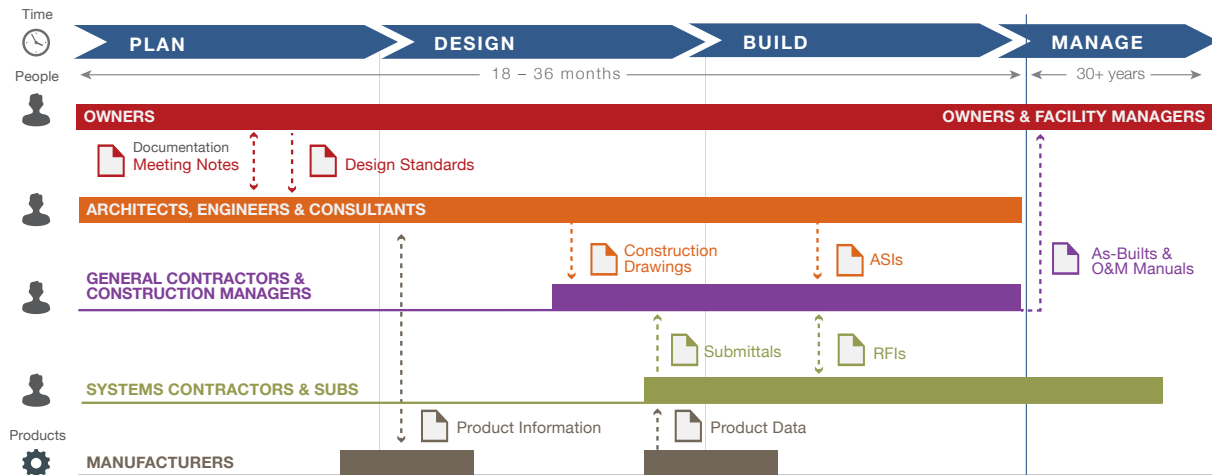 Time
PLAN
DESIGN
BUILD
MANAGE
People
18 – 36 months
30+ years
OWNERS
OWNERS & FACILITY MANAGERS
Documentation
Meeting Notes
Design Standards
ARCHITECTS, ENGINEERS & CONSULTANTS
Construction
Drawings
ASIs
As-Builts &
O&M Manuals
GENERAL CONTRACTORS &
CONSTRUCTION MANAGERS
Submittals
RFIs
SYSTEMS CONTRACTORS & SUBS
Product Information
Product Data
Products
MANUFACTURERS